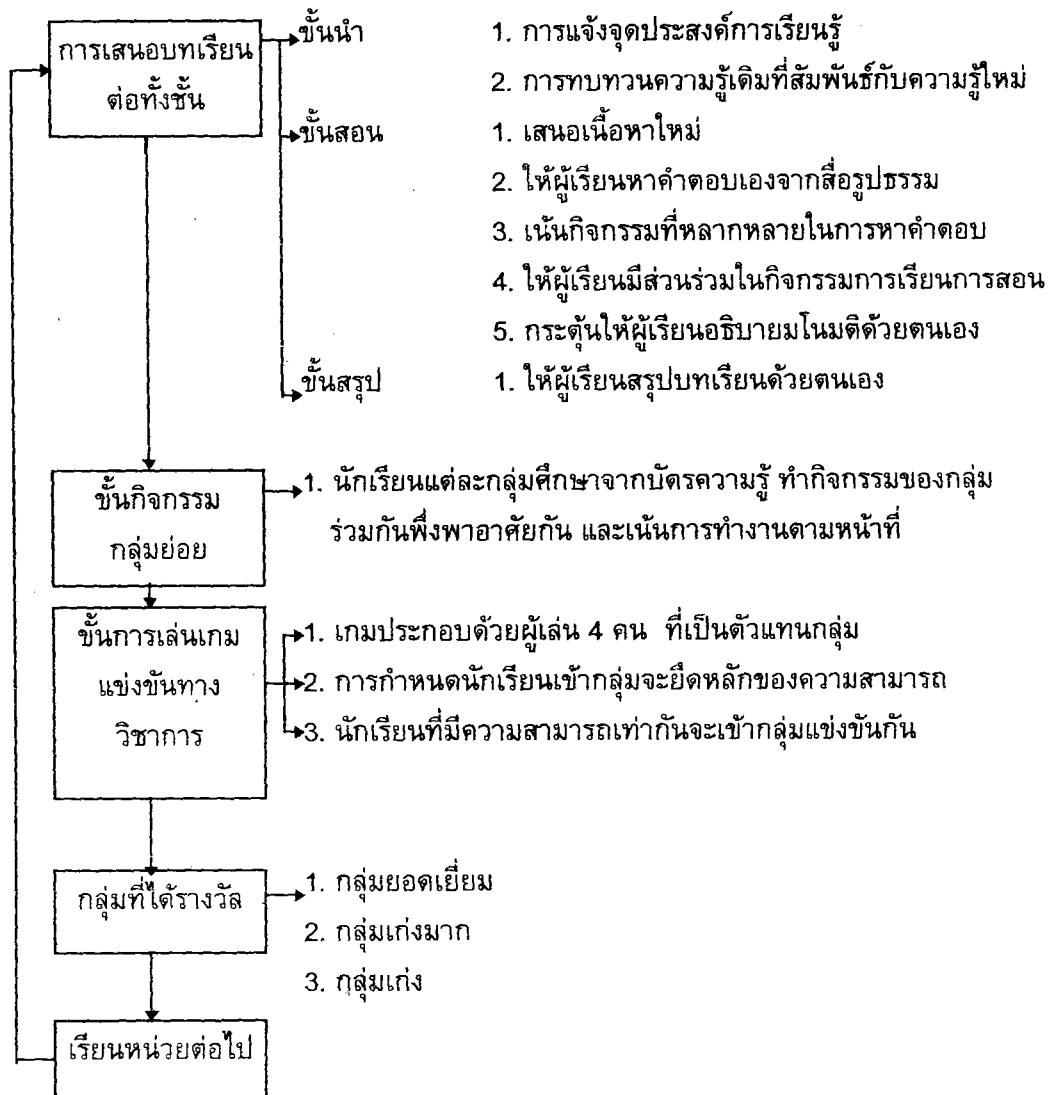 การเสนอบทเรียน
ต่อทั้งชั้น
ขั้นนำ
1. การแจ้งจุดประสงค์การเรียนรู้
2. การทบทวนความรู้เดิมที่สัมพันธ์กับความรู้ใหม่
ขั้นสอน
1. เสนอเนื้อหาใหม่
2. ให้ผู้เรียนหาคำตอบเองจากสื่อรูปธรรม
3. เน้นกิจกรรมที่หลากหลายในการหาคำตอบ
4. ให้ผู้เรียนมีส่วนร่วมในกิจกรรมการเรียนการสอน
5. กระตุ้นให้ผู้เรียนอธิบายมโนมติด้วยตนเอง
ขั้นสรุป
1. ให้ผู้เรียนสรุปบทเรียนด้วยตนเอง
ขั้นกิจกรรม
กลุ่มย่อย
1. นักเรียนแต่ละกลุ่มศึกษาจากบัตรความรู้ ทำกิจกรรมของกลุ่ม
ร่วมกันพึ่งพาอาศัยกัน และเน้นการทำงานตามหน้าที่
ขั้นการเล่นเกม
แข่งขันทาง
วิชาการ
1. เกมประกอบด้วยผู้เล่น 4 คน ที่เป็นตัวแทนกลุ่ม
2. การกำหนดนักเรียนเข้ากลุ่มจะยึดหลักของความสามารถ
3. นักเรียนที่มีความสามารถเท่ากันจะเข้ากลุ่มแข่งขันกัน
กลุ่มที่ได้รางวัล
1. กลุ่มยอดเยี่ยม
2. กลุ่มเก่งมาก
3. กลุ่มเก่ง
เรียนหน่วยต่อไป